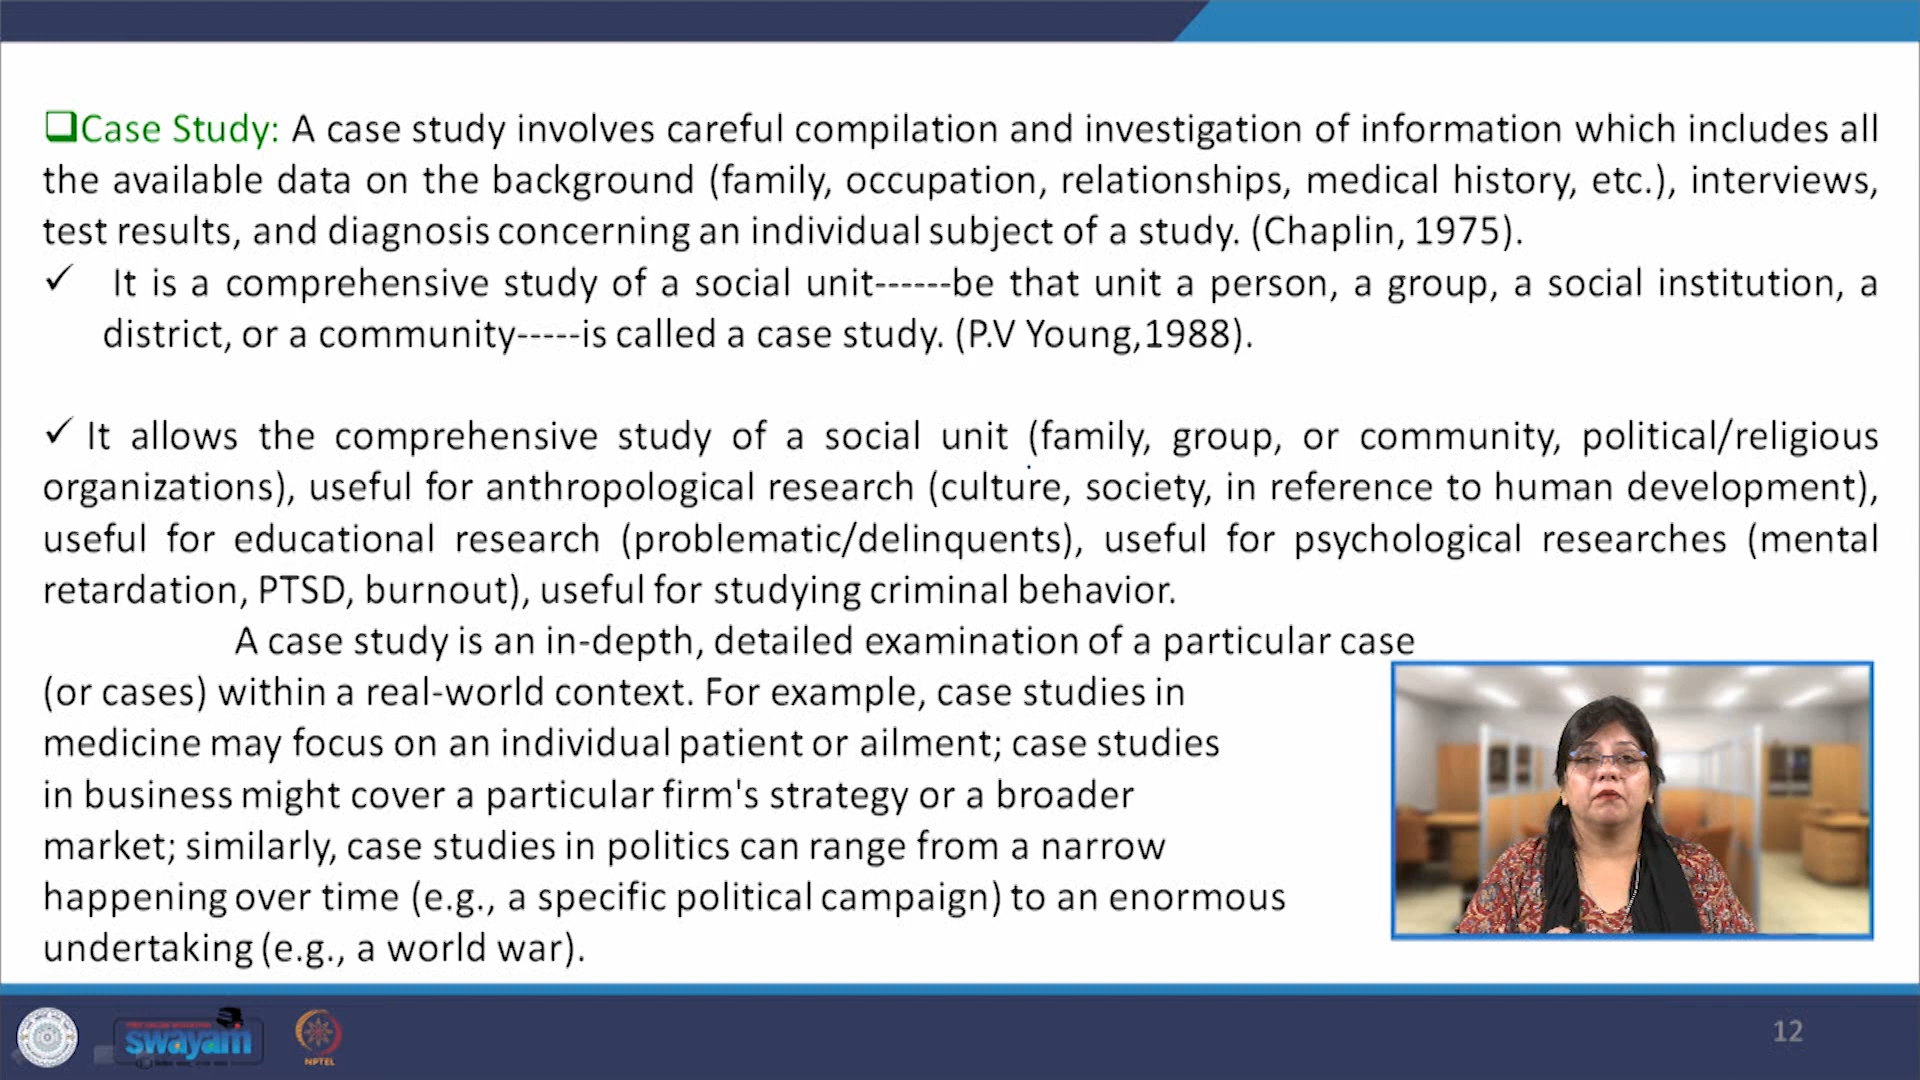 Case Study: A case study involves careful compilation and investigation of information which includes all
the available data on the background (family, occupation, relationships, medical history, etc.), interviews,
test results, and diagnosis concerning an individual subject of a study. (Chaplin, 1975).
✓ It is a comprehensive study of a social unit------be that unit a person, a group, a social institution, a
district, or a community-----is called a case study. (P.V Young,1988).
✓ It allows the comprehensive study of a social unit (family, group, or community, political/religious
organizations), useful for anthropological research (culture, society, in reference to human development),
useful for educational research (problematic/delinquents), useful for psychological researches (mental
retardation, PTSD, burnout), useful for studying criminal behavior.
A case study is an in-depth, detailed examination of a particular case
(or cases) within a real-world context. For example, case studies in
medicine may focus on an individual patient or ailment; case studies
in business might cover a particular firm's strategy or a broader
market; similarly, case studies in politics can range from a narrow
happening over time (e.g., a specific political campaign) to an enormous
undertaking (e.g., a world war).
swayam
NPTEL
12